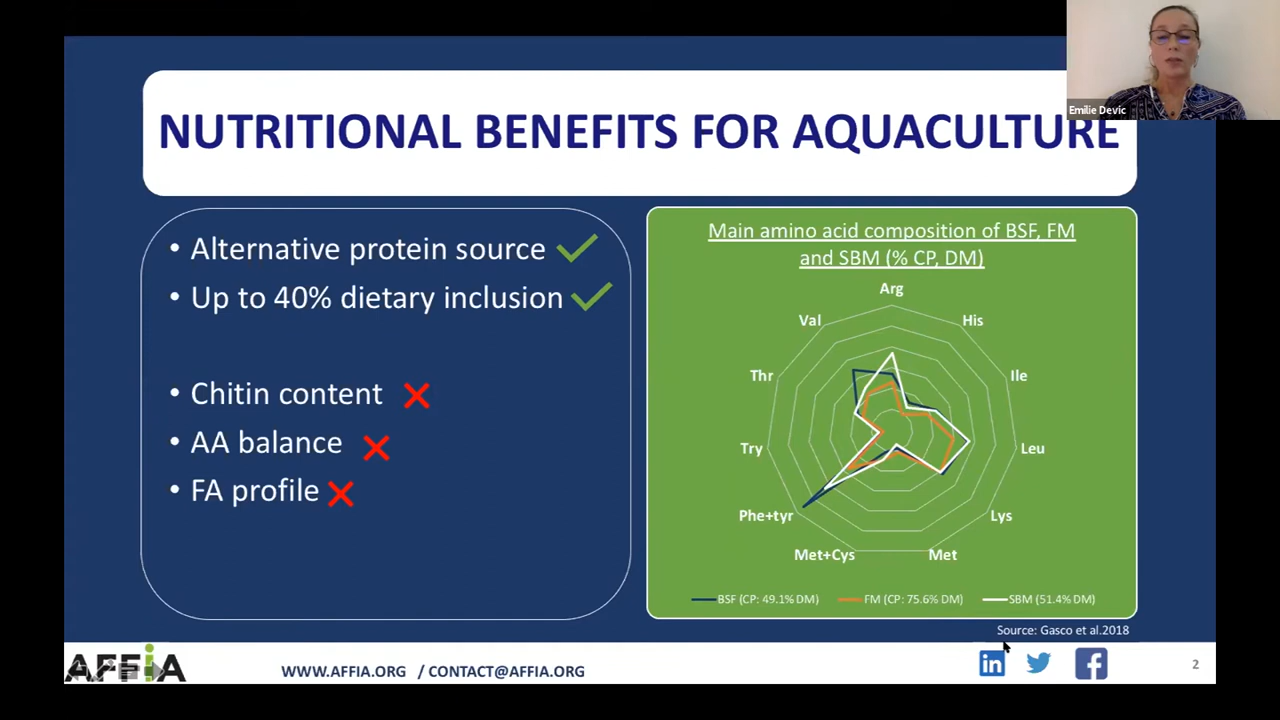 Emilie Devic
NUTRITIONAL BENEFITS FOR AQUACULTURE
• Alternative protein source
• Up to 40% dietary inclusion
• Chitin content
• AA balance
• FA profile
Main amino acid composition of BSF, FM
and SBM (% CP, DM)
Arg
His
Ile
Leu
Lys
Met
Met+Cys
Phe+tyr
Try
Thr
Val
BSF (CP: 49.1% DM)
FM (CP: 75.6% DM)
SBM (51.4% DM)
Source: Gasco et al.2018
AFFiA
WWW.AFFIA.ORG / CONTACT@AFFIA.ORG
in
f
2